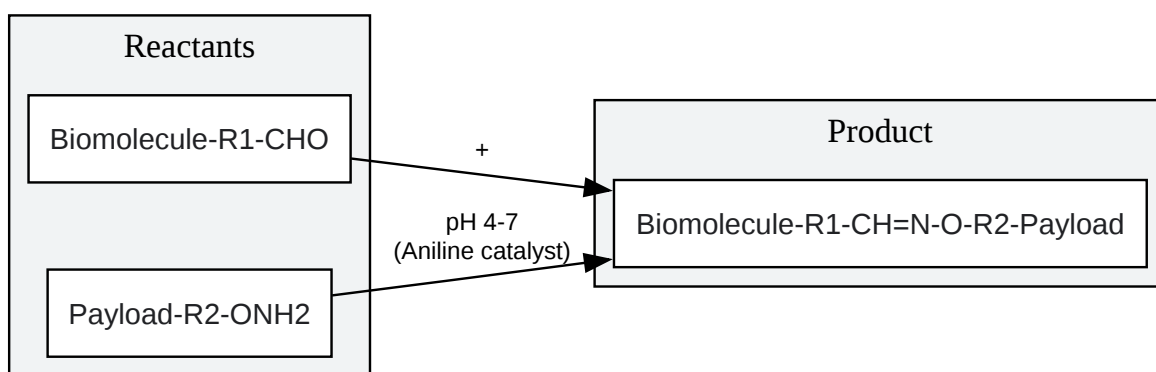 Reactants
Biomolecule-R1-CHO
Payload-R2-ONH2
+
pH 4-7
(Aniline catalyst)
Product
Biomolecule-R1-CH=N-O-R2-Payload